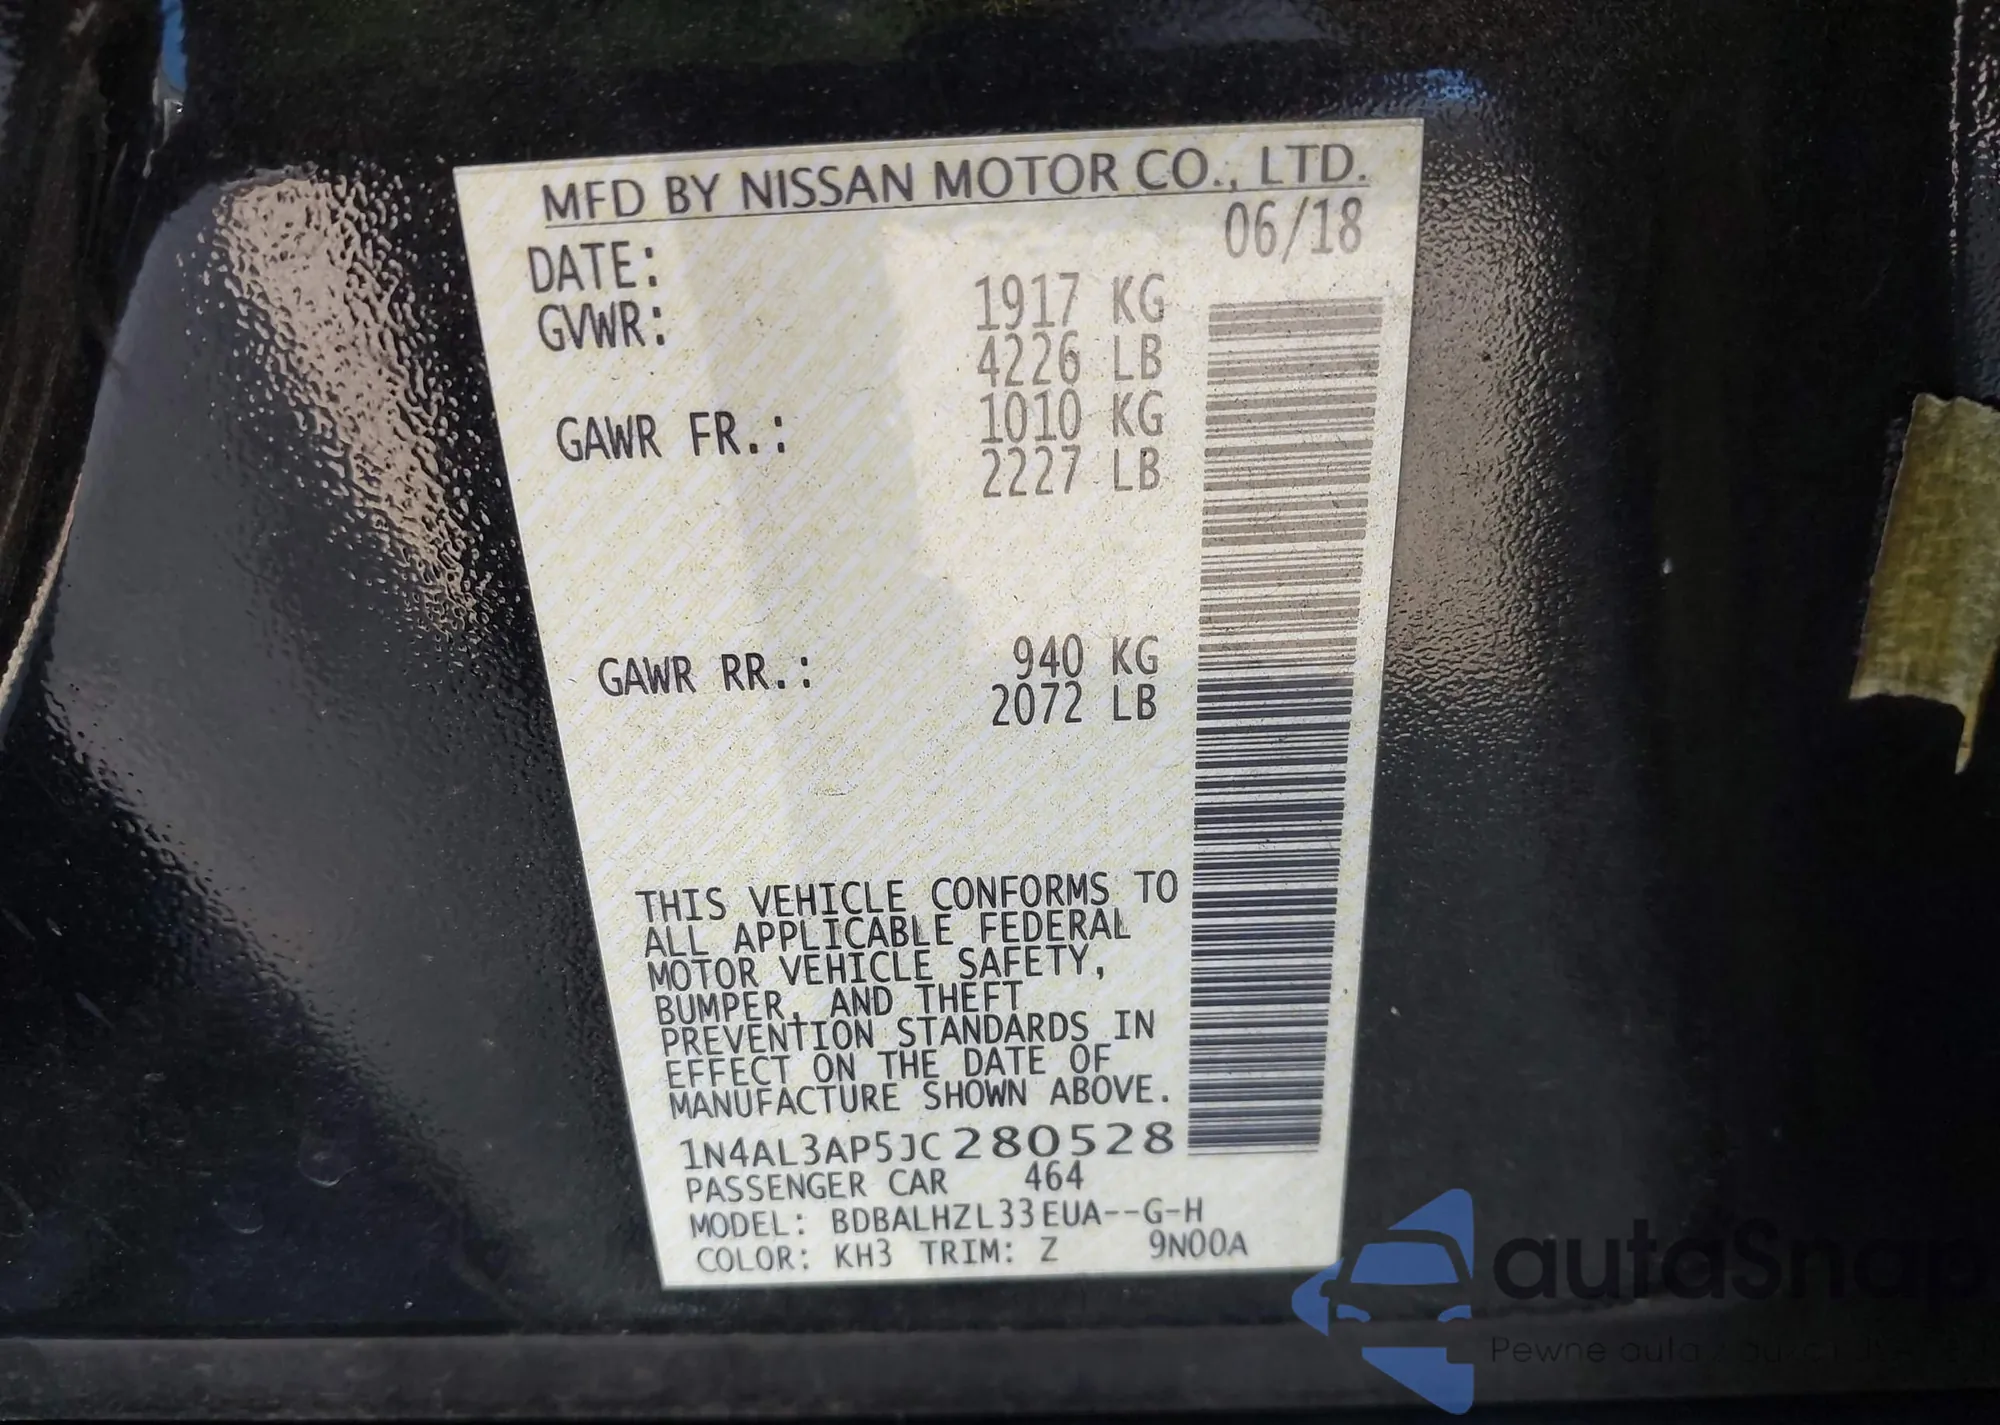 MFD BY NISSAN MOTOR CO., LTD.
DATE: 06/18
GVWR: 1917 KG
4226 LB
GAWR FR.: 1010 KG
2227 LB
GAWR RR.: 940 KG
2072 LB
THIS VEHICLE CONFORMS TO
ALL APPLICABLE FEDERAL
MOTOR VEHICLE SAFETY,
BUMPER, AND THEFT
PREVENTION STANDARDS IN
EFFECT ON THE DATE OF
MANUFACTURE SHOWN ABOVE.
1N4AL3AP5JC280528
PASSENGER CAR 464
MODEL: BDBALHZL33EUA--G-H
COLOR: KH3 TRIM: Z 9N00A
autaSnap
Pewne auta z